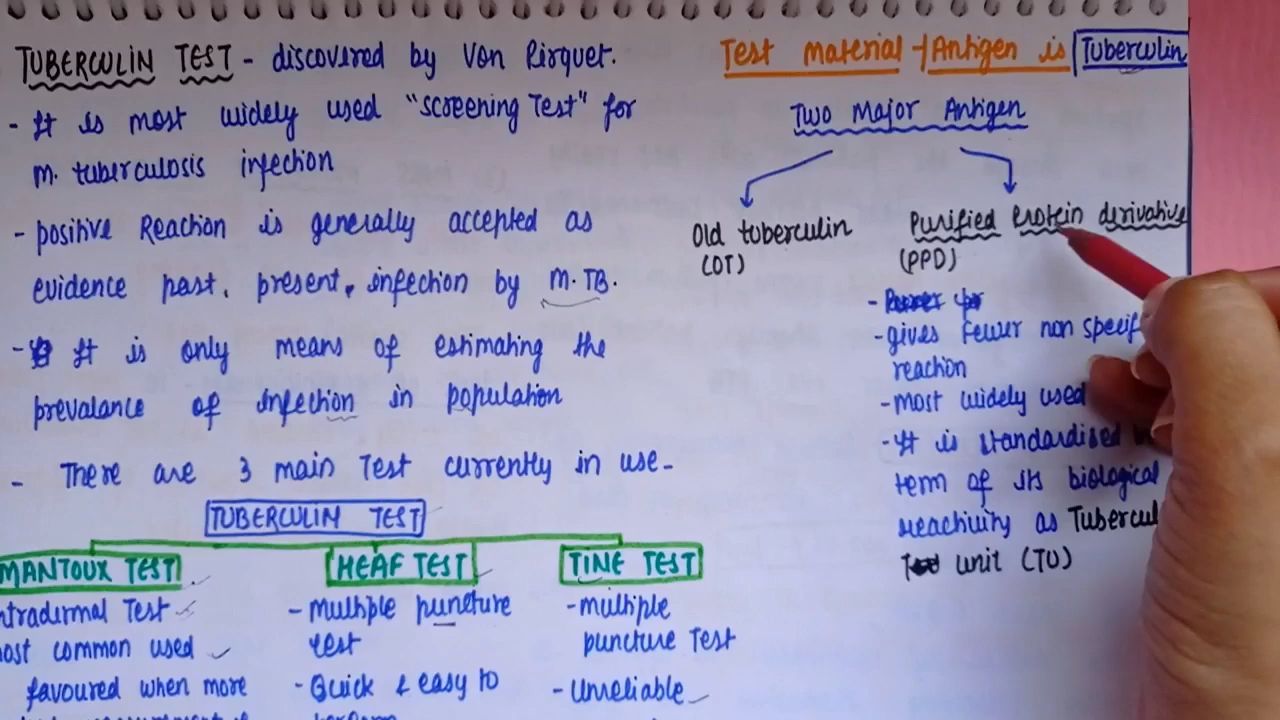 TUBERCULIN TEST - discovered by Von Pirquet.
- It is most widely used "screening Test" for
m. tuberculosis infection
- positive Reaction is generally accepted as
evidence past, present, infection by m.TB.
- It is only means of estimating the
prevalance of infection in population
- There are 3 main Test currently in use-
TUBERCULIN TEST
MANTOUX TEST
ntradermal Test
ost common used
favoured when more
HEAF TEST
- multiple puncture
test
- Quick & easy to
TINE TEST
- multiple
puncture Test
- Unreliable
Test material - Antigen is Tuberculin
Two Major Antigen
Old tuberculin
(OT)
Purified Protein derivative
(PPD)
- gives fewer non specif
reaction
- most widely used
- It is standardised
term of its biological
reactivity as Tubercul
unit (TU)